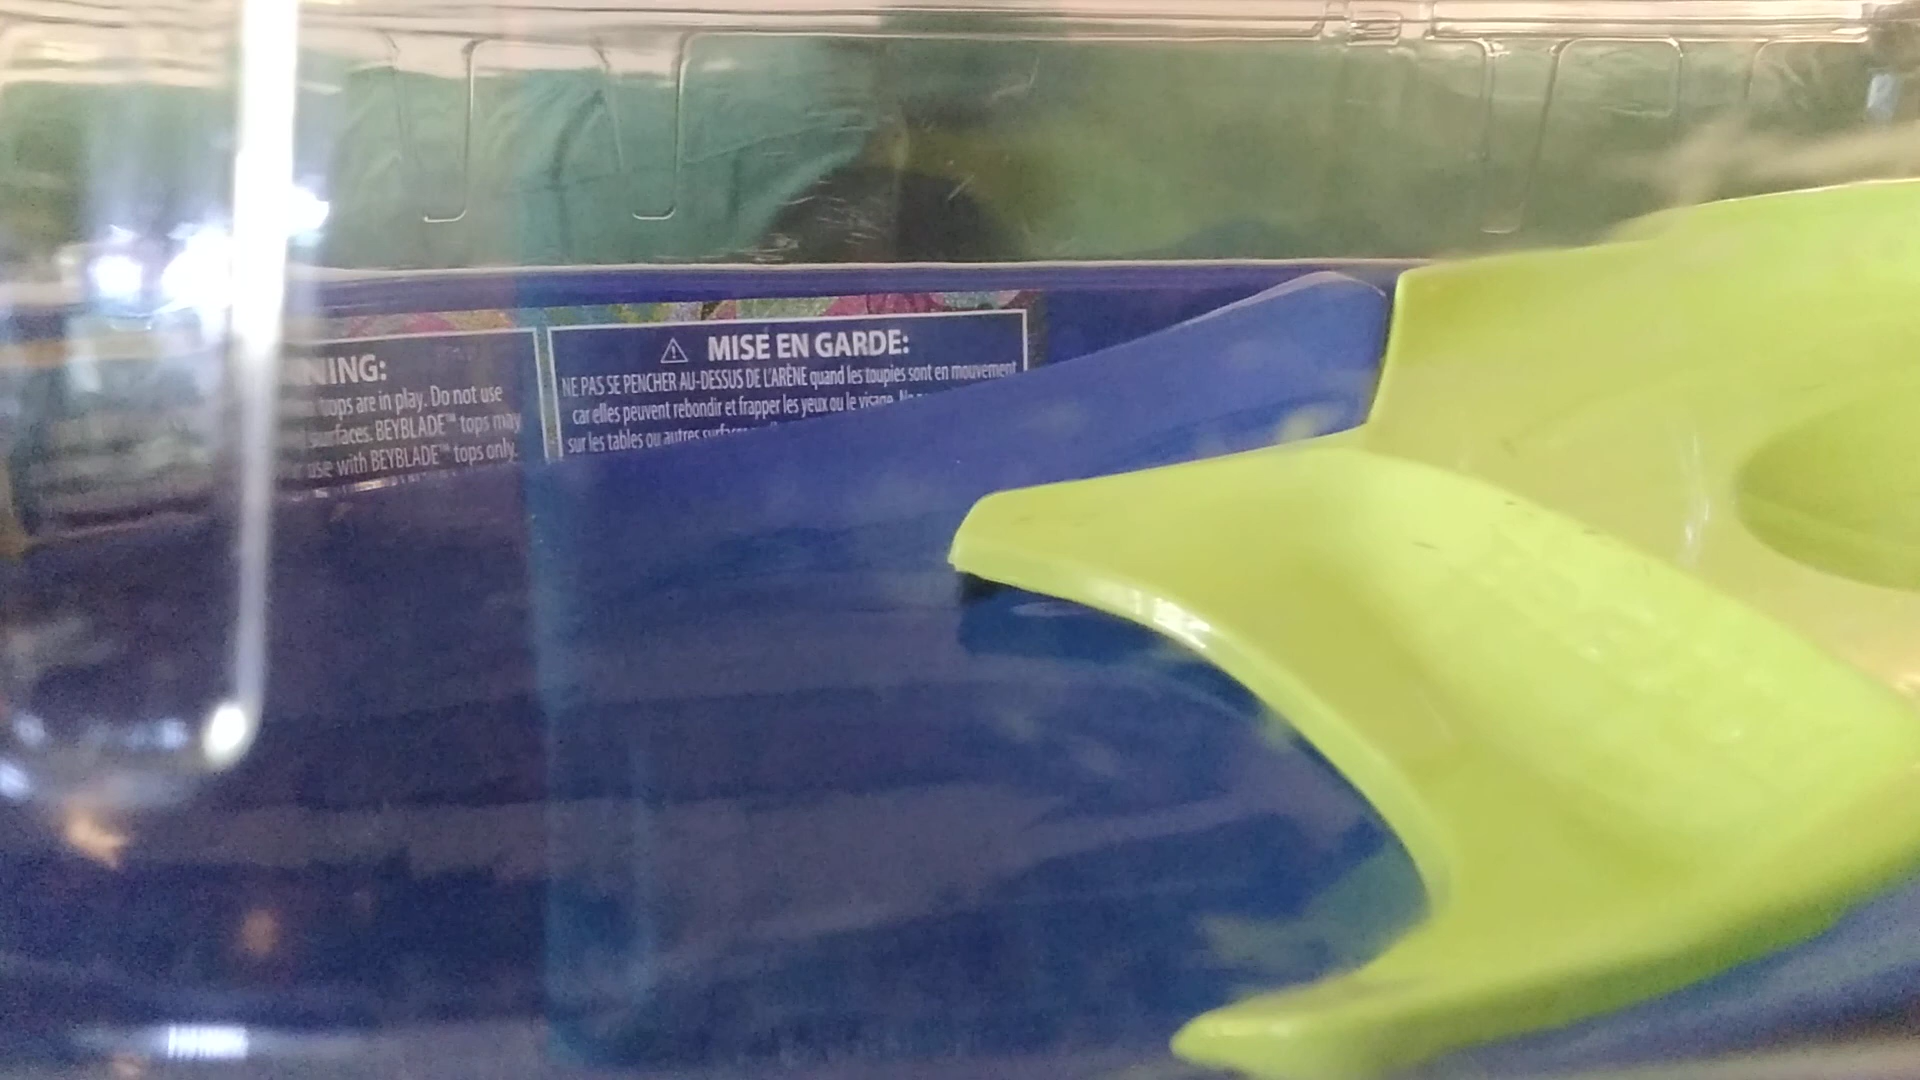 NING:
tops are in play. Do not use
surfaces. BEYBLADE™ tops may
use with BEYBLADE™ tops only.
⚠ MISE EN GARDE:
NE PAS SE PENCHER AU-DESSUS DE L'ARÈNE quand les toupies sont en mouvement
car elles peuvent rebondir et frapper les yeux ou le visage.
sur les tables ou autres